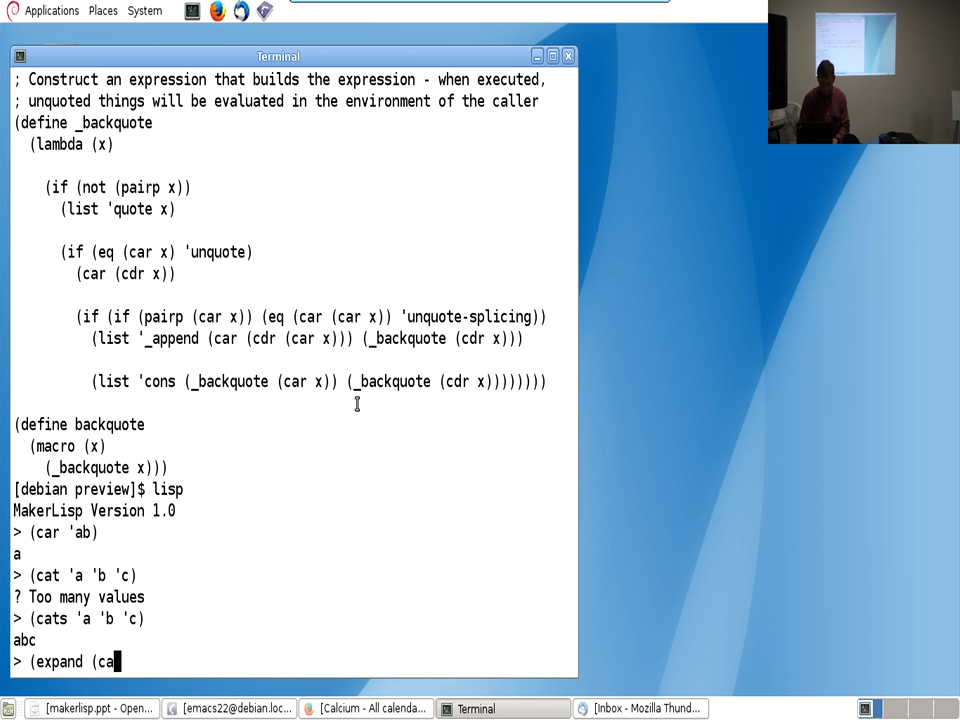 Applications Places System
Terminal
; Construct an expression that builds the expression - when executed,
; unquoted things will be evaluated in the environment of the caller
(define _backquote
(lambda (x)
(if (not (pairp x))
(list 'quote x)
(if (eq (car x) 'unquote)
(car (cdr x))
(if (if (pairp (car x)) (eq (car (car x)) 'unquote-splicing))
(list '_append (car (cdr (car x))) (_backquote (cdr x)))
(list 'cons (_backquote (car x)) (_backquote (cdr x))))))))
(define backquote
(macro (x)
(_backquote x)))
[debian preview]$ lisp
MakerLisp Version 1.0
> (car 'ab)
a
> (cat 'a 'b 'c)
? Too many values
> (cats 'a 'b 'c)
abc
> (expand (ca
[makerlisp.ppt - Open...
[emacs22@debian.loc...
[Calcium - All calenda...
Terminal
[Inbox - Mozilla Thund...